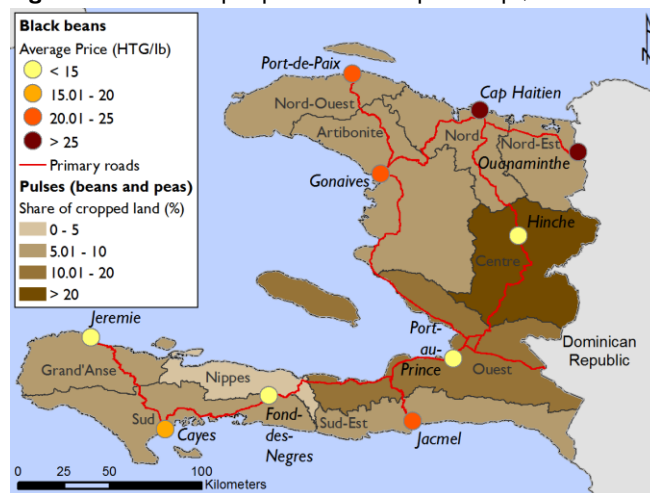 Black beans
Average Price (HTG/lb)
< 15
15.01 - 20
20.01 - 25
> 25
Primary roads
Pulses (beans and peas)
Share of cropped land (%)
0 - 5
5.01 - 10
10.01 - 20
> 20
Port-de-Paix
Cap Haitien
Nord-Ouest
Artibonite
Nord
Nord-Est
Ouanaminthe
Gonaives
Hinche
Centre
Jeremie
Port-
au-
Prince
Dominican
Republic
Grand'Anse
Nippes
Ouest
Sud
Cayes
Fond-
des-
Negres
Sud-Est
Jacmel
0 25 50 100
Kilometers